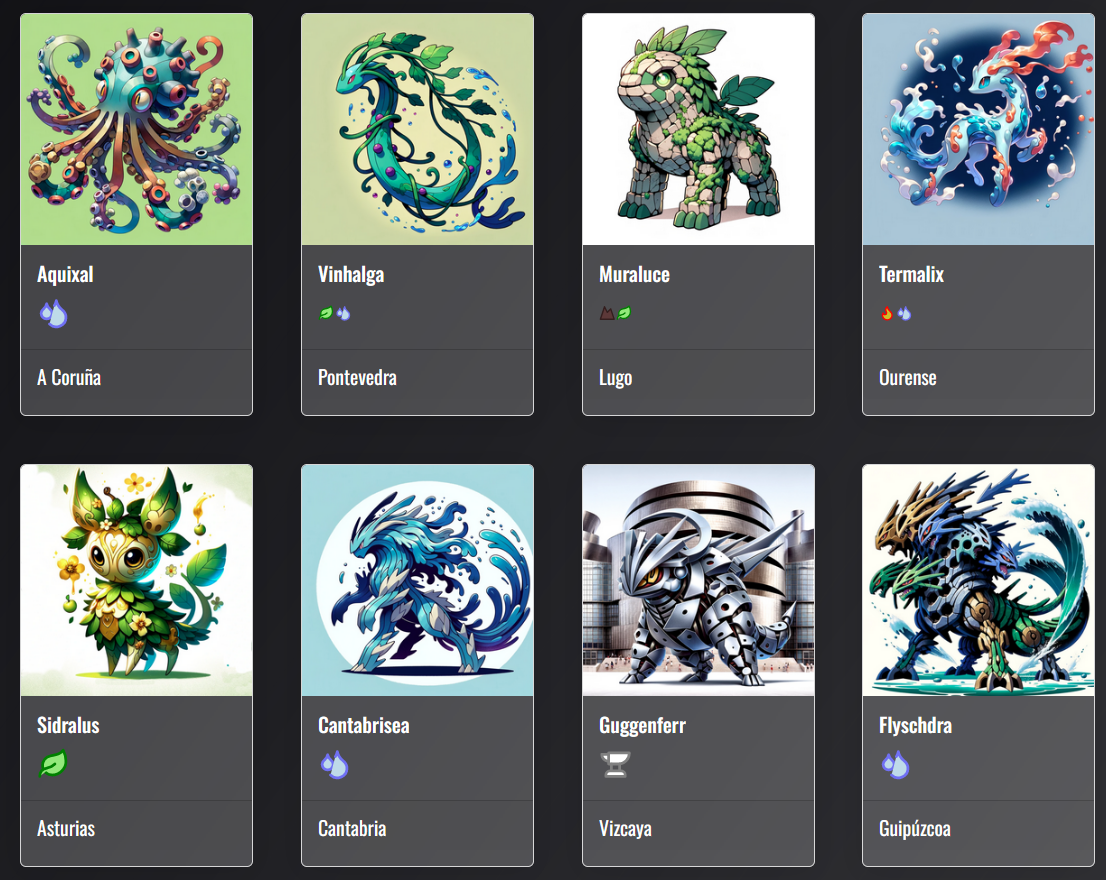 Aquixal
A Coruña
Vinhalga
Pontevedra
Muraluce
Lugo
Termalix
Ourense
Sidralus
Asturias
Cantabrisea
Cantabria
Guggenferr
Vizcaya
Flyschdra
Guipúzcoa